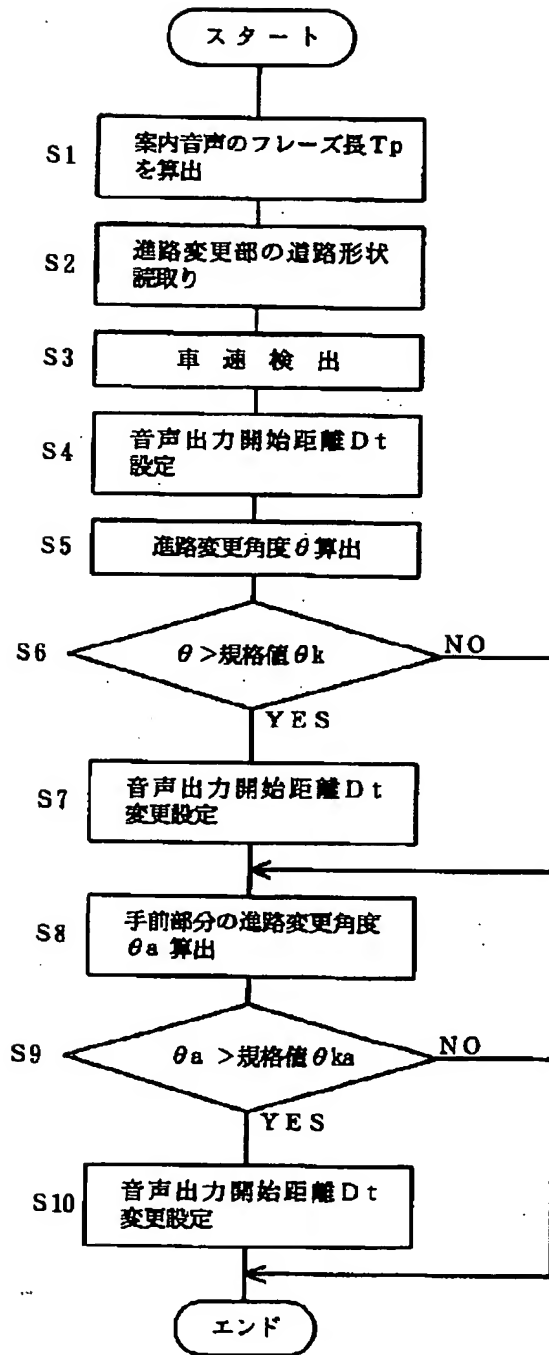 スタート
S1
案内音声のフレーズ長Tp
を算出
S2
進路変更部の道路形状
読取り
S3
車速検出
S4
音声出力開始距離Dt
設定
S5
進路変更角度θ算出
S6
θ>規格値θk
NO
YES
S7
音声出力開始距離Dt
変更設定
S8
手前部分の進路変更角度
θa 算出
S9
θa >規格値θka
NO
YES
S10
音声出力開始距離Dt
変更設定
エンド